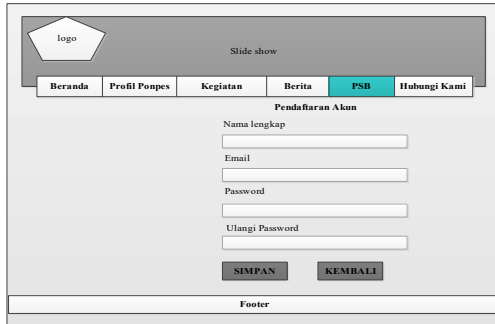 logo
Slide show
Beranda Profil Ponpes Kegiatan Berita PSB Hubungi Kami
Pendaftaran Akun
Nama lengkap
Email
Password
Ulangi Password
SIMPAN KEMBALI
Footer